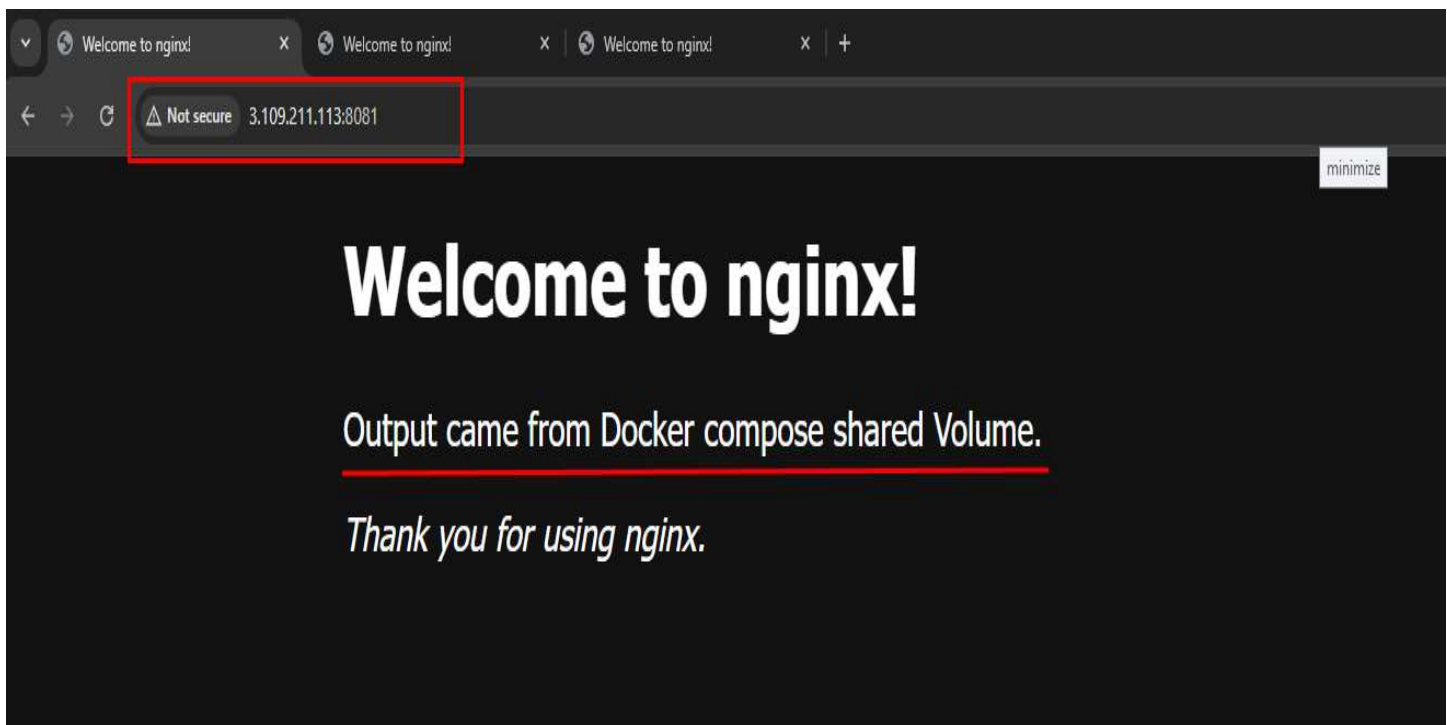 Welcome to nginx!
Welcome to nginx!
Welcome to nginx!
Not secure 3.109.211.113:8081
minimize
Welcome to nginx!
Output came from Docker compose shared Volume.
Thank you for using nginx.